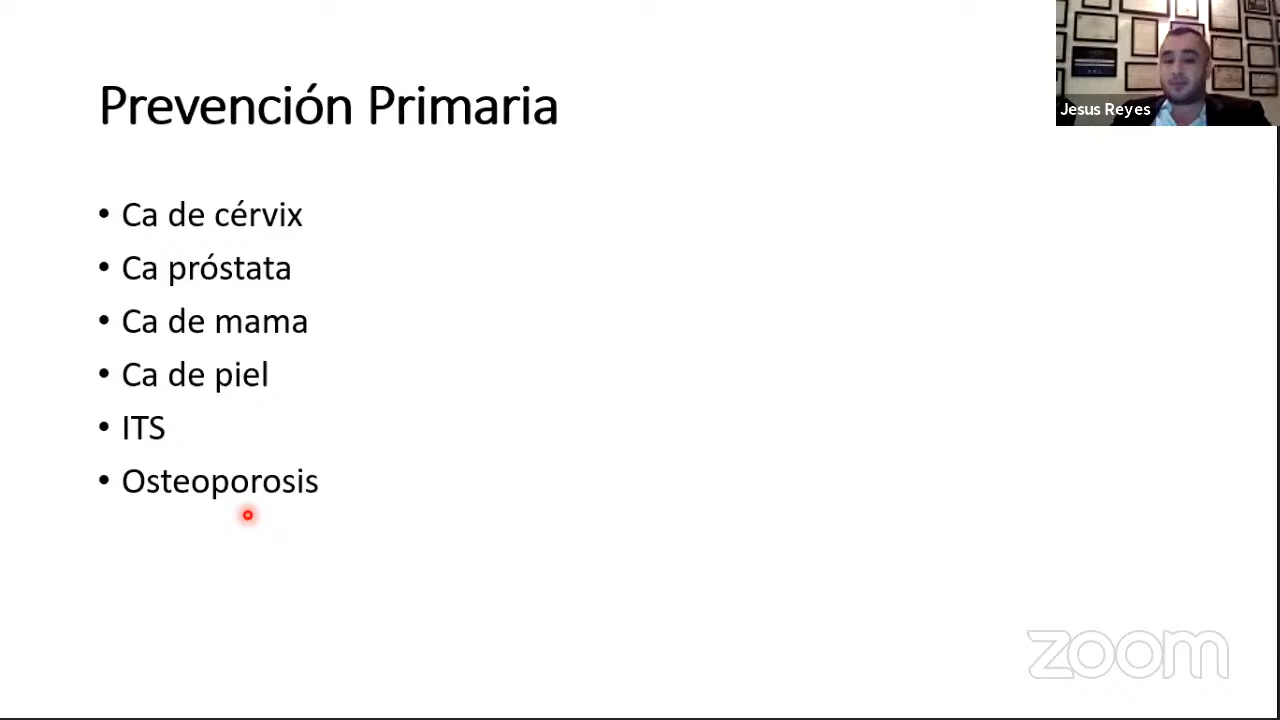 Prevención Primaria
• Ca de cérvix
• Ca próstata
• Ca de mama
• Ca de piel
• ITS
• Osteoporosis
Jesus Reyes
zoom